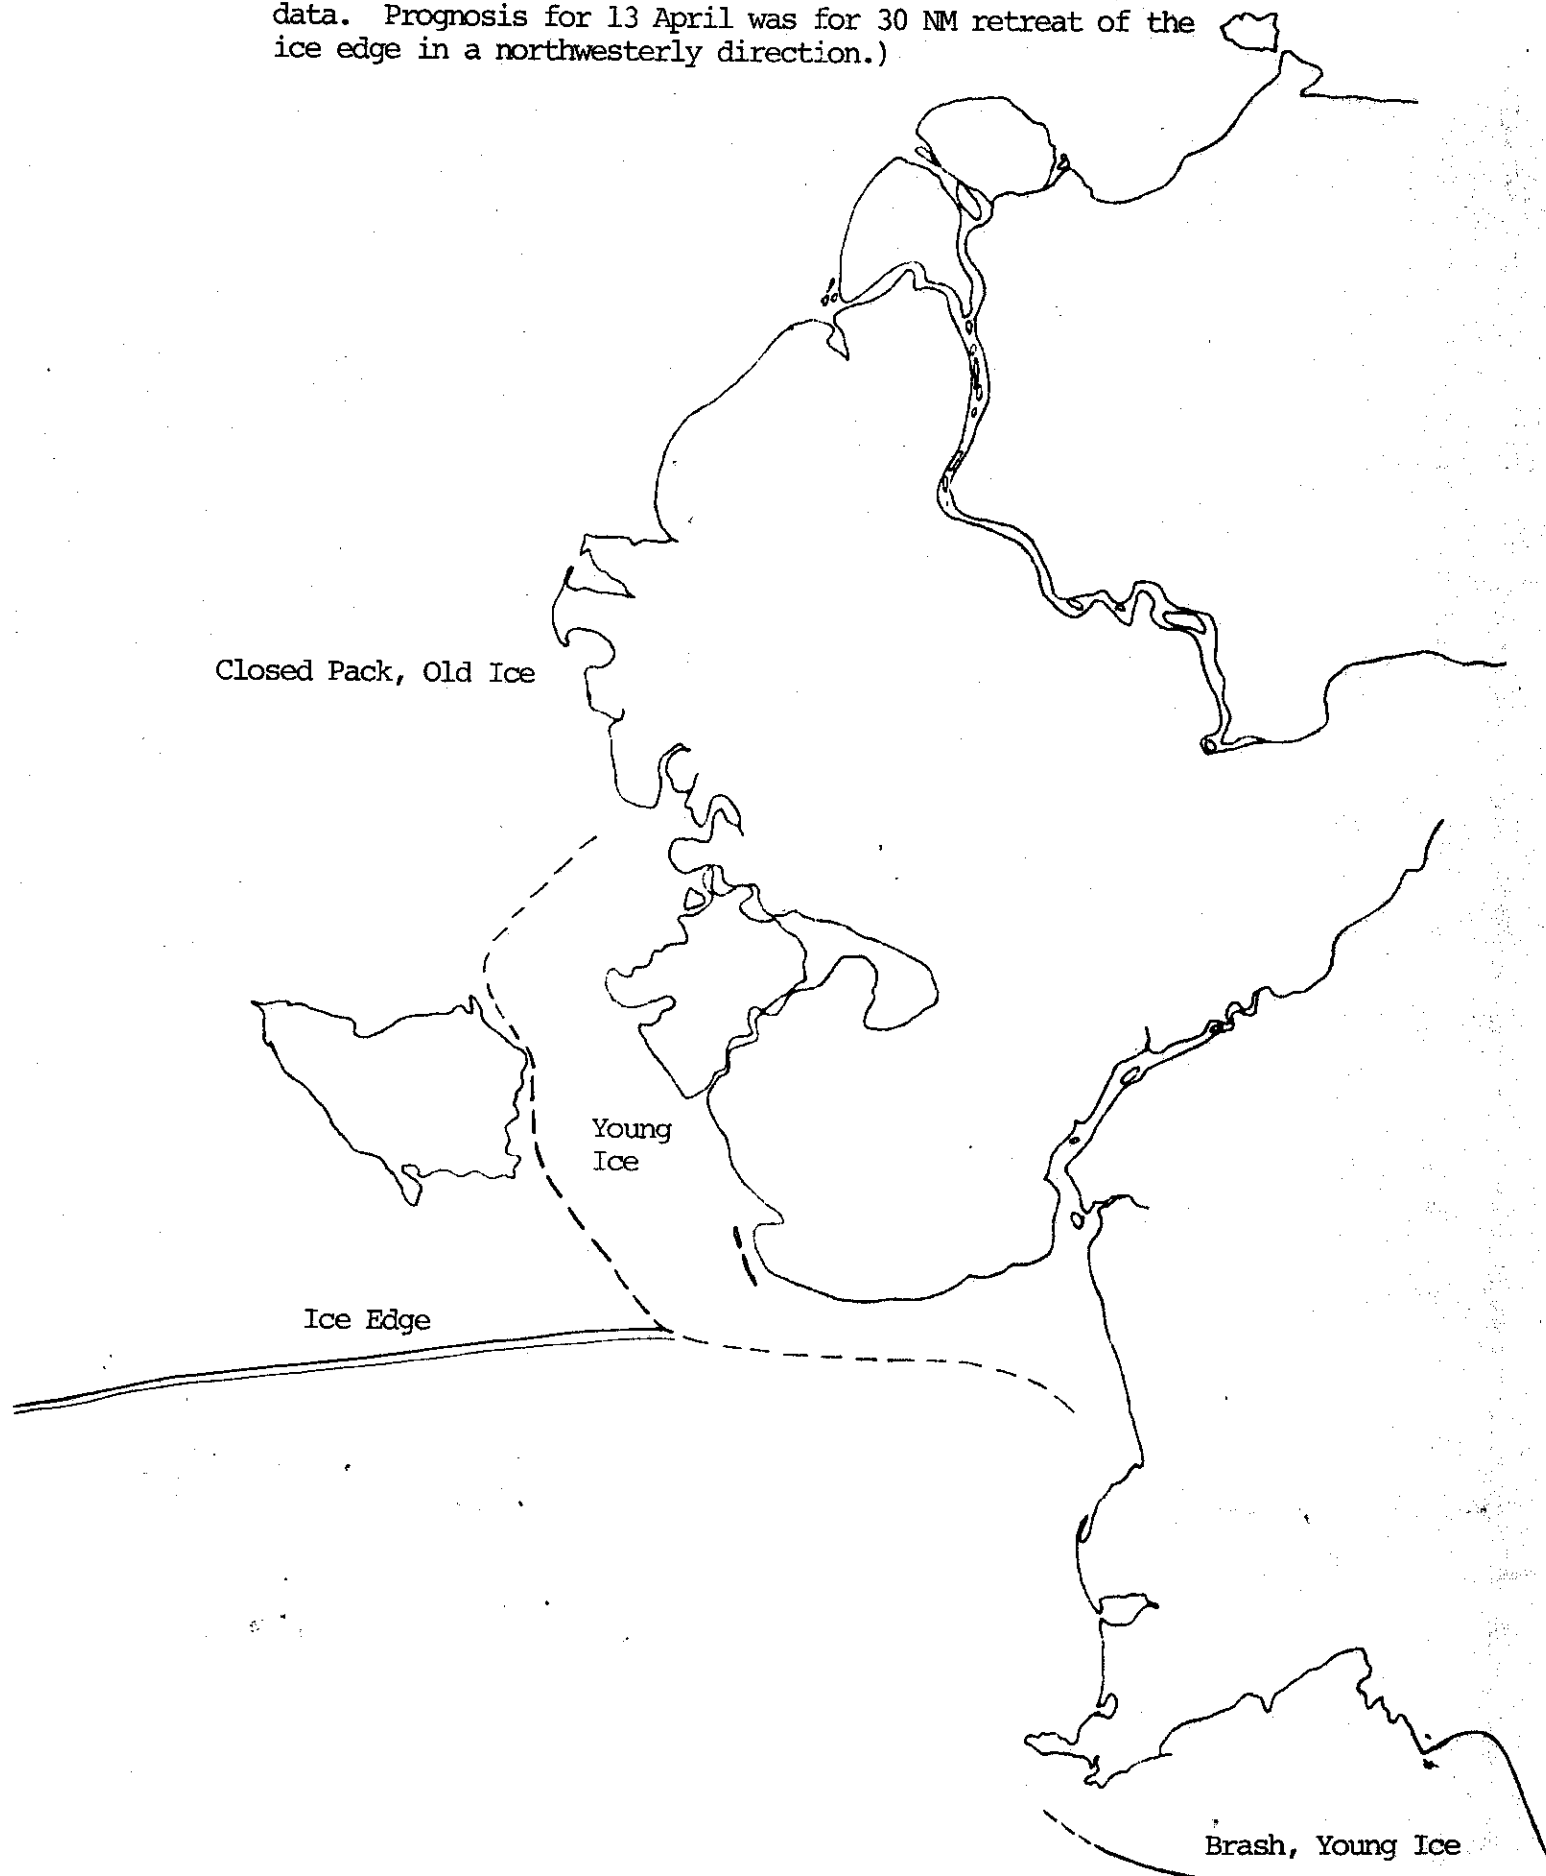 data. Prognosis for 13 April was for 30 NM retreat of the
ice edge in a northwesterly direction.)
Closed Pack, Old Ice
Young
Ice
Ice Edge
Brash, Young Ice